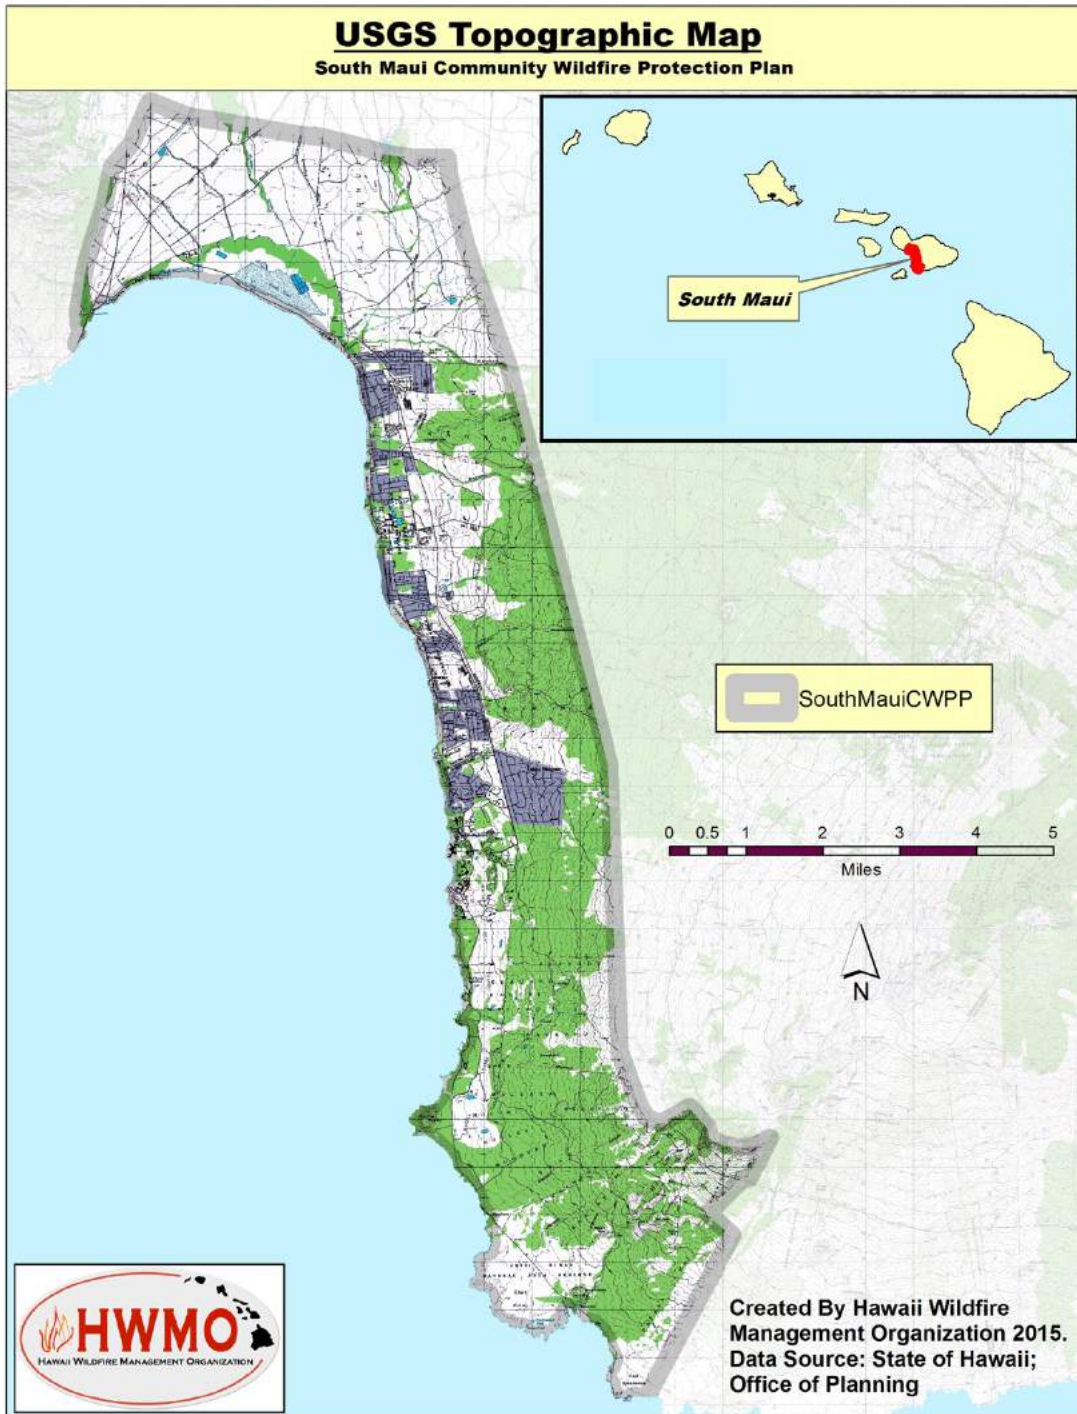 USGS Topographic Map
South Maui Community Wildfire Protection Plan
South Maui
SouthMauiCWPP
0 0.5 1 2 3 4 5
Miles
N
HWMO
HAWAII WILDFIRE MANAGEMENT ORGANIZATION
Created By Hawaii Wildfire
Management Organization 2015.
Data Source: State of Hawaii;
Office of Planning